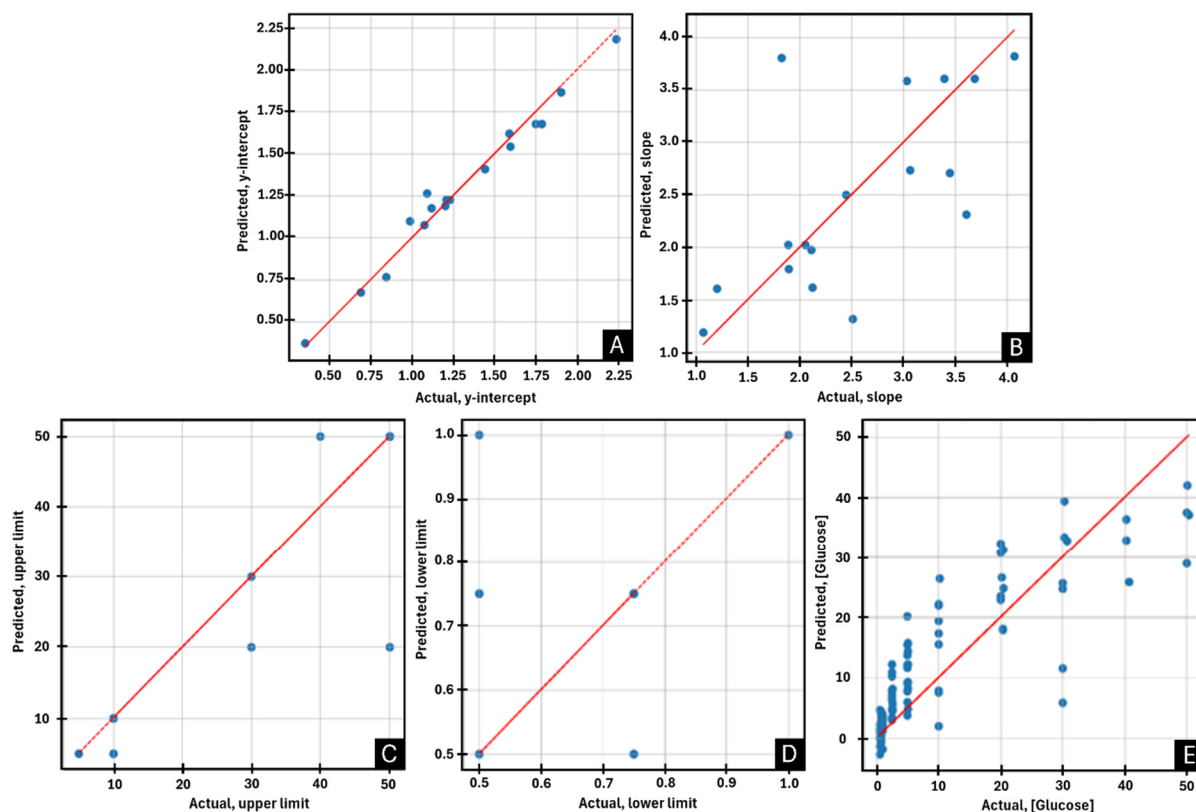 2.25
2.00
1.75
1.50
1.25
1.00
0.75
0.50
Predicted, y-intercept
0.50 0.75 1.00 1.25 1.50 1.75 2.00 2.25
Actual, y-intercept
A
4.0
3.5
3.0
2.5
2.0
1.5
1.0
Predicted, slope
1.0 1.5 2.0 2.5 3.0 3.5 4.0
Actual, slope
B
50
40
30
20
10
Predicted, upper limit
10 20 30 40 50
Actual, upper limit
C
1.0
0.9
0.8
0.7
0.6
0.5
Predicted, lower limit
0.5 0.6 0.7 0.8 0.9 1.0
Actual, lower limit
D
50
40
30
20
10
0
Predicted, [Glucose]
0 10 20 30 40 50
Actual, [Glucose]
E